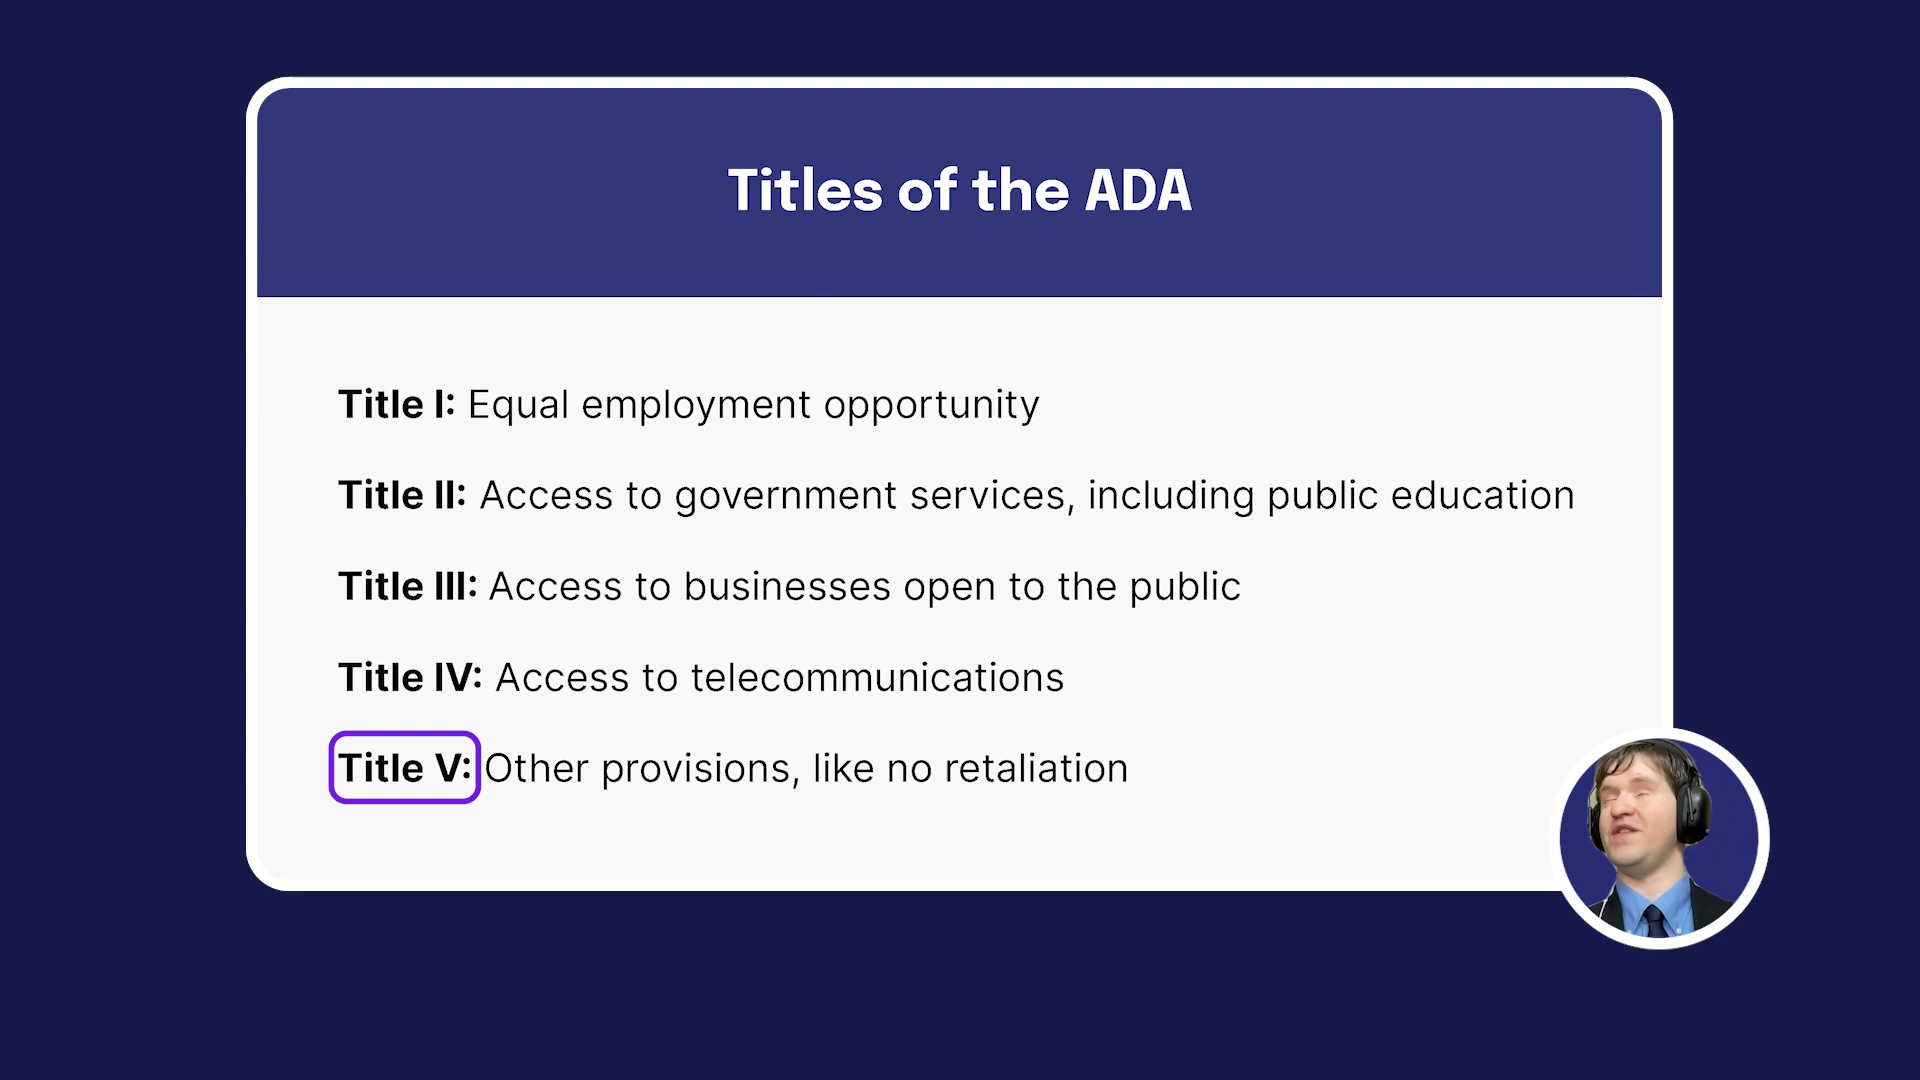 Titles of the ADA
Title I: Equal employment opportunity
Title II: Access to government services, including public education
Title III: Access to businesses open to the public
Title IV: Access to telecommunications
Title V: Other provisions, like no retaliation